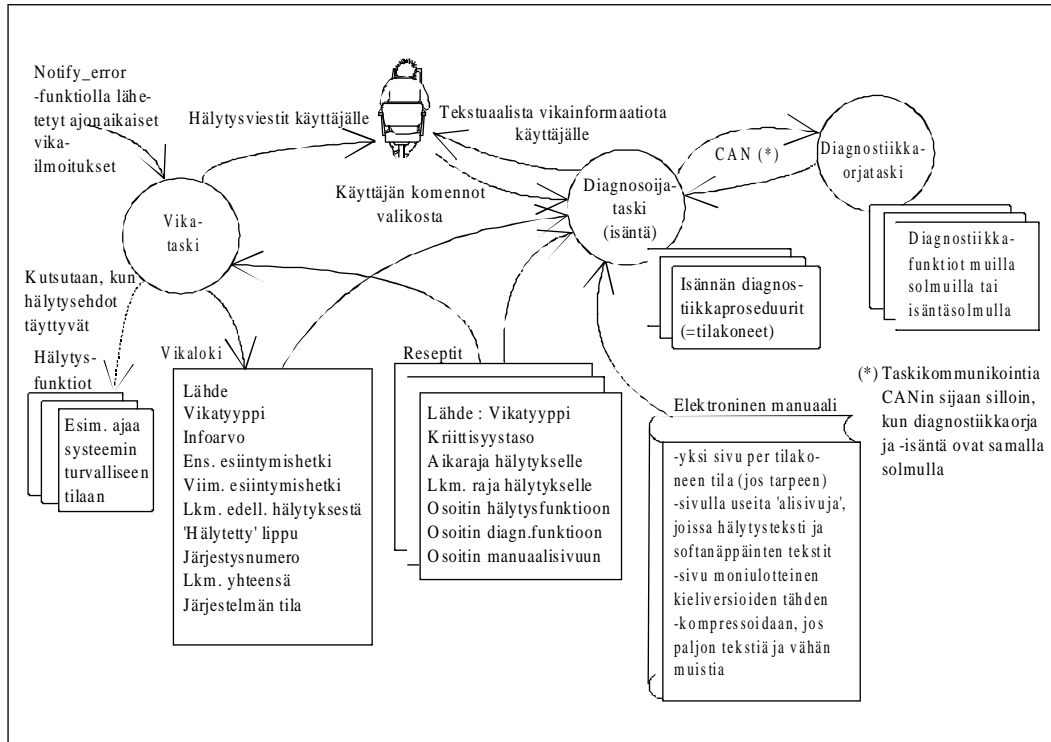 Notify_error
-funktiolla lähe-
tetyt ajonaikaiset
vika-
ilmoitukset
Hälytysviestit käyttäjälle
Tekstuaalista vikainformaatiota
käyttäjälle
CAN (*)
Diagnostiikka-
orjataski
Käyttäjän komennot
valikosta
Diagnosoija-
taski
(isäntä)
Vika-
taski
Diagnostiikka-
funktiot muilla
solmuilla tai
isäntäsolmulla
Isännän diagnos-
tiikkaproseduurit
(=tilakoneet)
Kutsutaan, kun
hälytysehdot
täyttyvät
Hälytys-
funktiot
Esim. ajaa
systeemin
turvalliseen
tilaan
Vikaloki
Lähde
Vikatyyppi
Infoarvo
Ens. esiintymishetki
Viim. esiintymishetki
Lkm. edell. hälytyksestä
'Hälytetty' lippu
Järjestysnumero
Lkm. yhteensä
Järjestelmän tila
Reseptit
Lähde : Vikatyyppi
Kriittisyystaso
Aikaraja hälytykselle
Lkm. raja hälytykselle
Osoitin hälytysfunktioon
Osoitin diagn.funktioon
Osoitin manuaalisivuun
Elektroninen manuaali
-yksi sivu per tilako-
neen tila (jos tarpeen)
-sivulla useita 'alisivuja',
joissa hälytysteksti ja
softanäppäinten tekstit
-sivu moniulotteinen
kieliversioiden tähden
-kompressoidaan, jos
paljon tekstiä ja vähän
muistia
(*) Taskikommunikointia
CANin sijaan silloin,
kun diagnostiikkaorja
ja -isäntä ovat samalla
solmulla